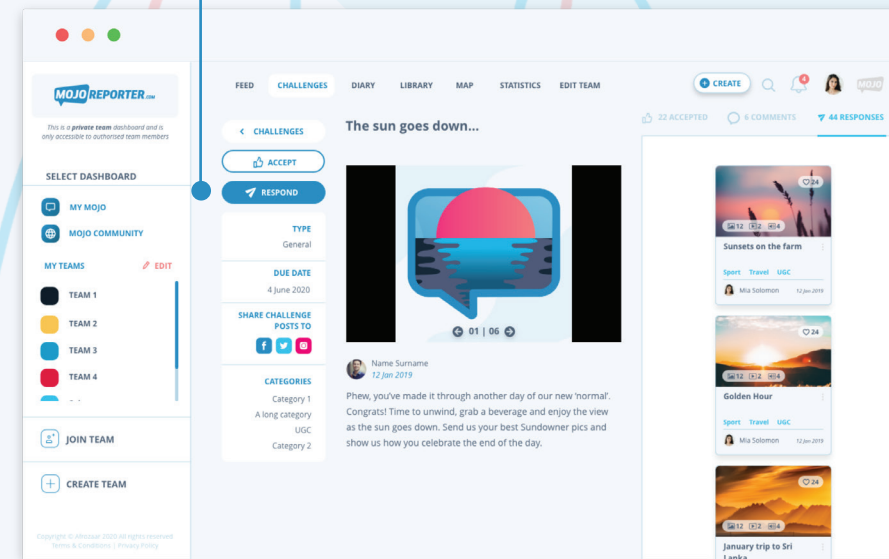 MOJO REPORTER.COM
This is a private team dashboard and is
only accessible to authorised team members
SELECT DASHBOARD
MY MOJO
MOJO COMMUNITY
MY TEAMS
EDIT
TEAM 1
TEAM 2
TEAM 3
TEAM 4
JOIN TEAM
CREATE TEAM
Terms & Conditions | Privacy Policy
FEED
CHALLENGES
DIARY
LIBRARY
MAP
STATISTICS
EDIT TEAM
CREATE
4
MOJO
< CHALLENGES
ACCEPT
RESPOND
TYPE
General
DUE DATE
4 June 2020
SHARE CHALLENGE
POSTS TO
CATEGORIES
Category 1
A long category
UGC
Category 2
The sun goes down...
01 | 06
Name Surname
12 Jan 2019
Phew, you've made it through another day of our new 'normal'.
Congrats! Time to unwind, grab a beverage and enjoy the view
as the sun goes down. Send us your best Sundowner pics and
show us how you celebrate the end of the day.
22 ACCEPTED
6 COMMENTS
44 RESPONSES
24
12 2 4
Sunsets on the farm
Sport Travel UGC
Mia Solomon 12 Jan 2019
24
12 2 4
Golden Hour
Sport Travel UGC
Mia Solomon 12 Jan 2019
24
12 2 4
January trip to Sri
Lanka